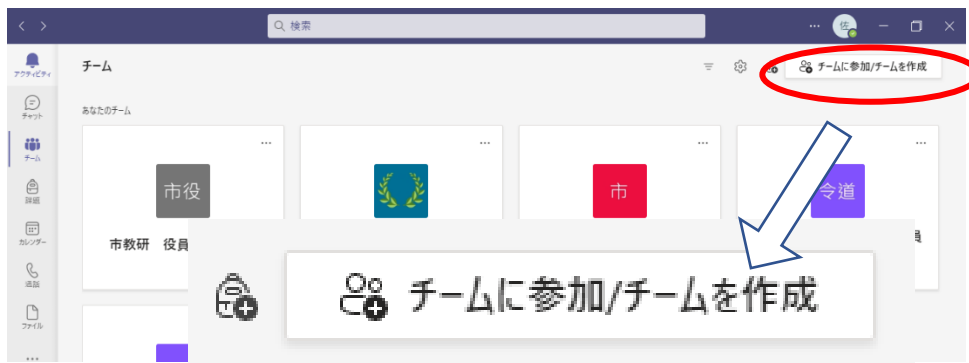 検索
佐
チーム
チームに参加/チームを作成
あなたのチーム
アクティビティ
チャット
チーム
課題
カレンダー
通話
ファイル
市役
市
令道
市教研 役員
員
チームに参加/チームを作成